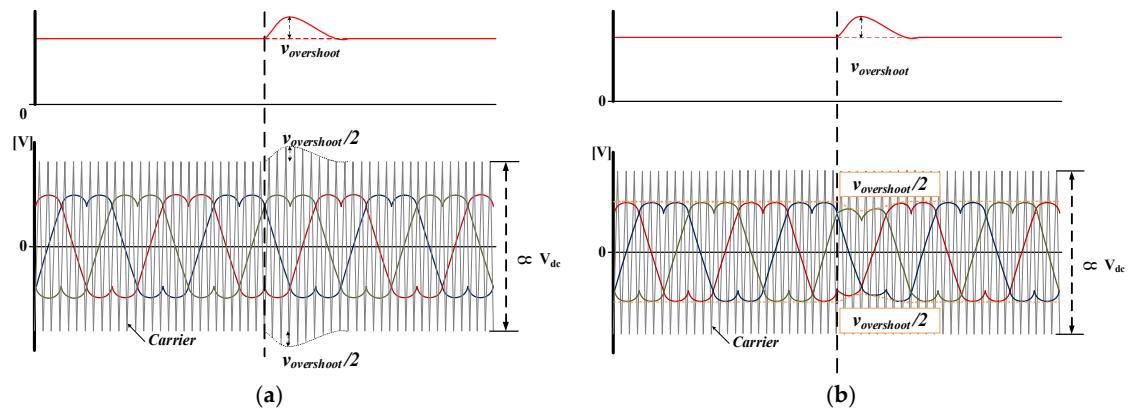 v_overshoot
0
[V]
v_overshoot/2
0
∝ V_dc
Carrier
v_overshoot/2
(a)
v_overshoot
0
[V]
v_overshoot/2
0
∝ V_dc
v_overshoot/2
Carrier
(b)